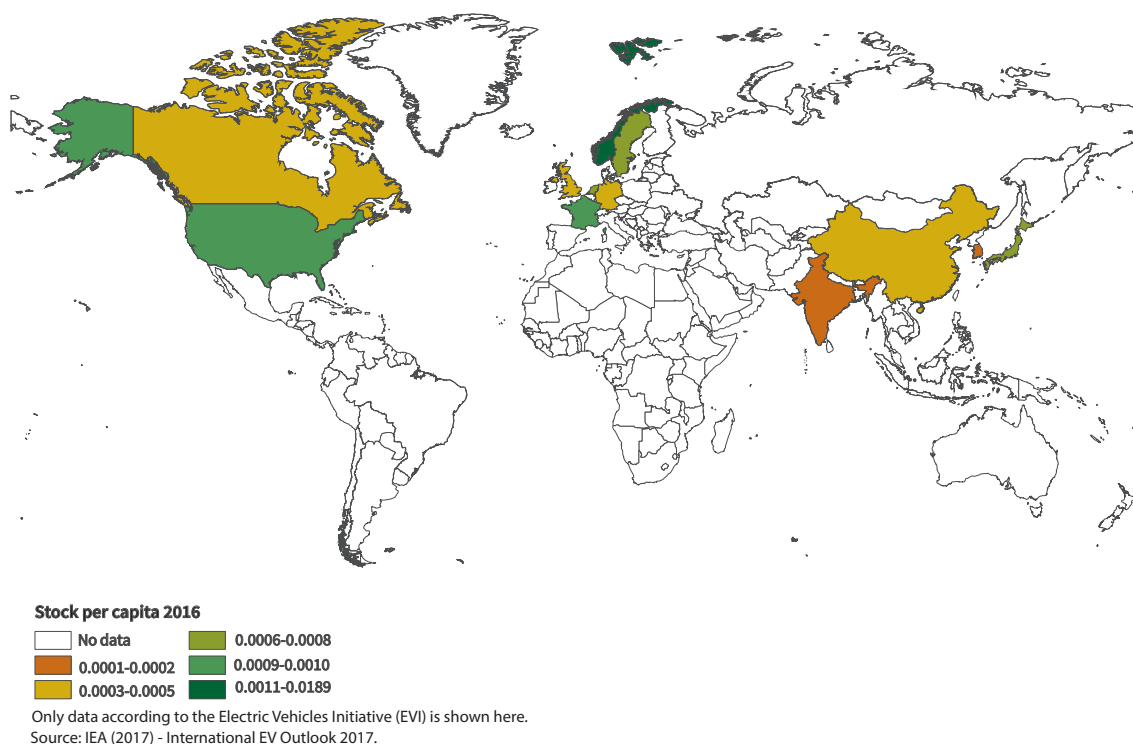 Stock per capita 2016
No data
0.0001-0.0002
0.0003-0.0005
0.0006-0.0008
0.0009-0.0010
0.0011-0.0189
Only data according to the Electric Vehicles Initiative (EVI) is shown here.
Source: IEA (2017) - International EV Outlook 2017.